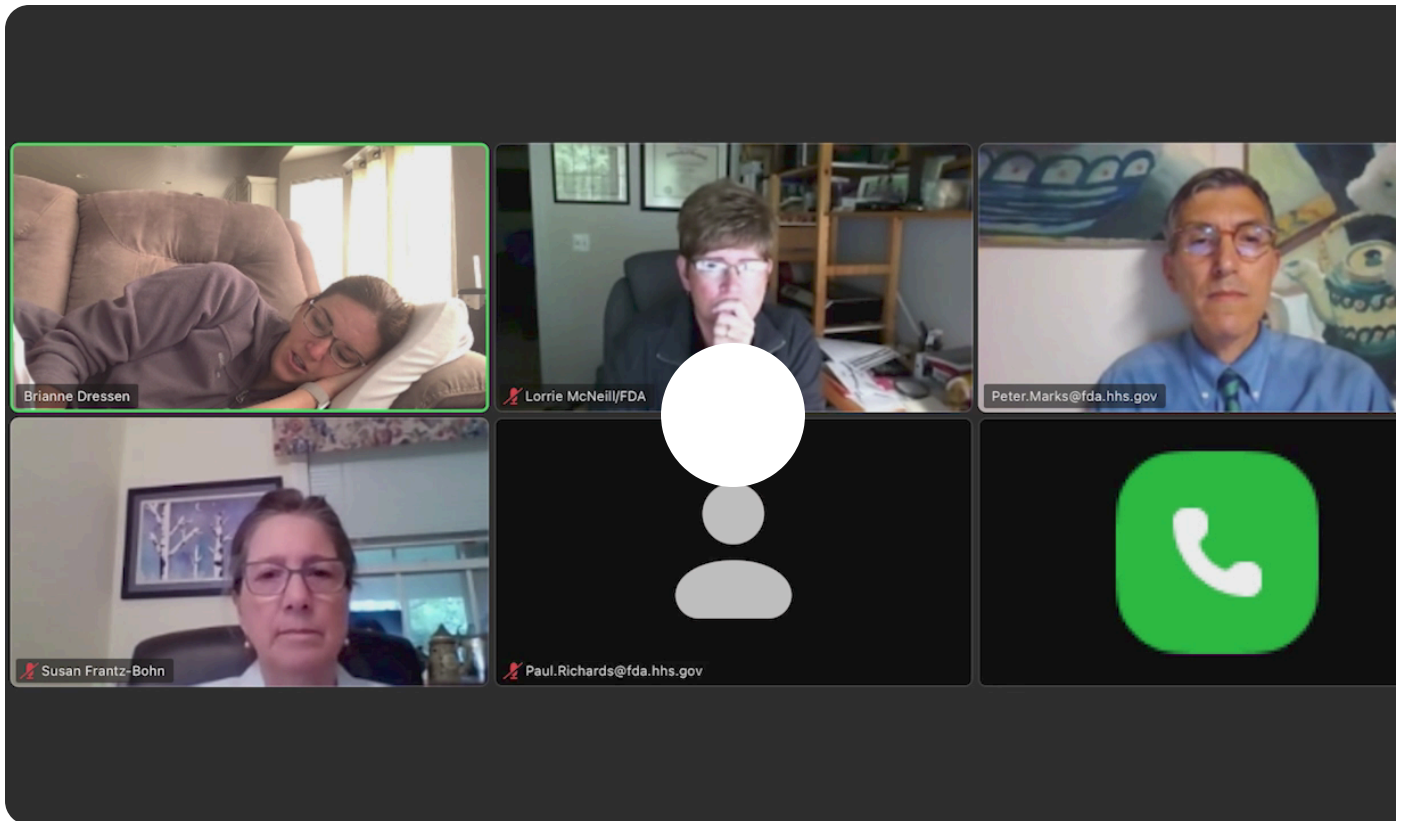 Brianne Dressen
Lorrie McNeill/FDA
Peter.Marks@fda.hhs.gov
Susan Frantz-Bohn
Paul.Richards@fda.hhs.gov